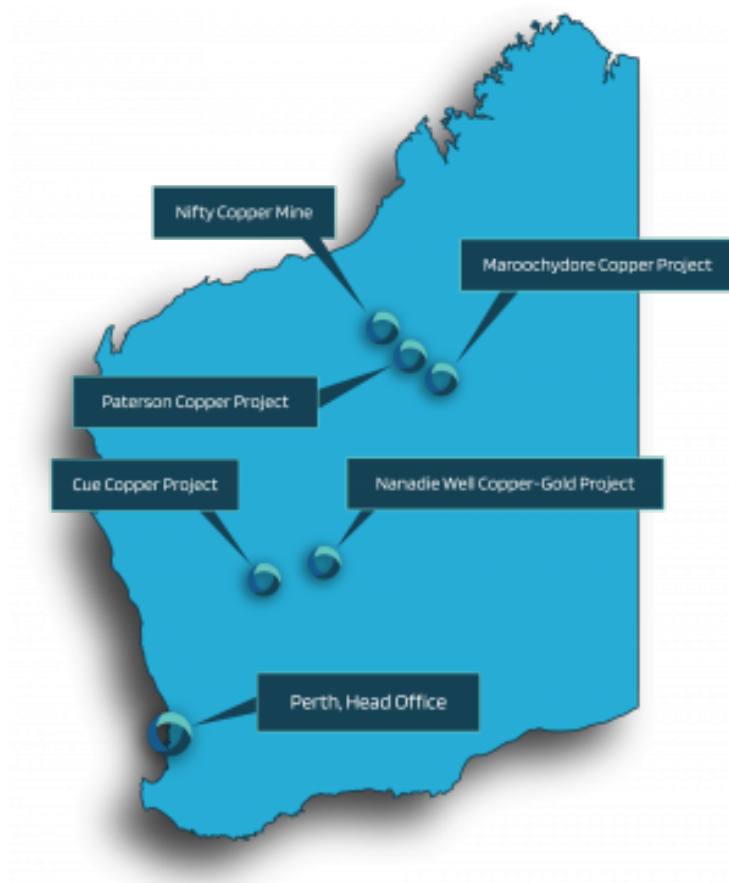 Nifty Copper Mine
Maroochydore Copper Project
Paterson Copper Project
Cue Copper Project
Nanadie Well Copper-Gold Project
Perth, Head Office